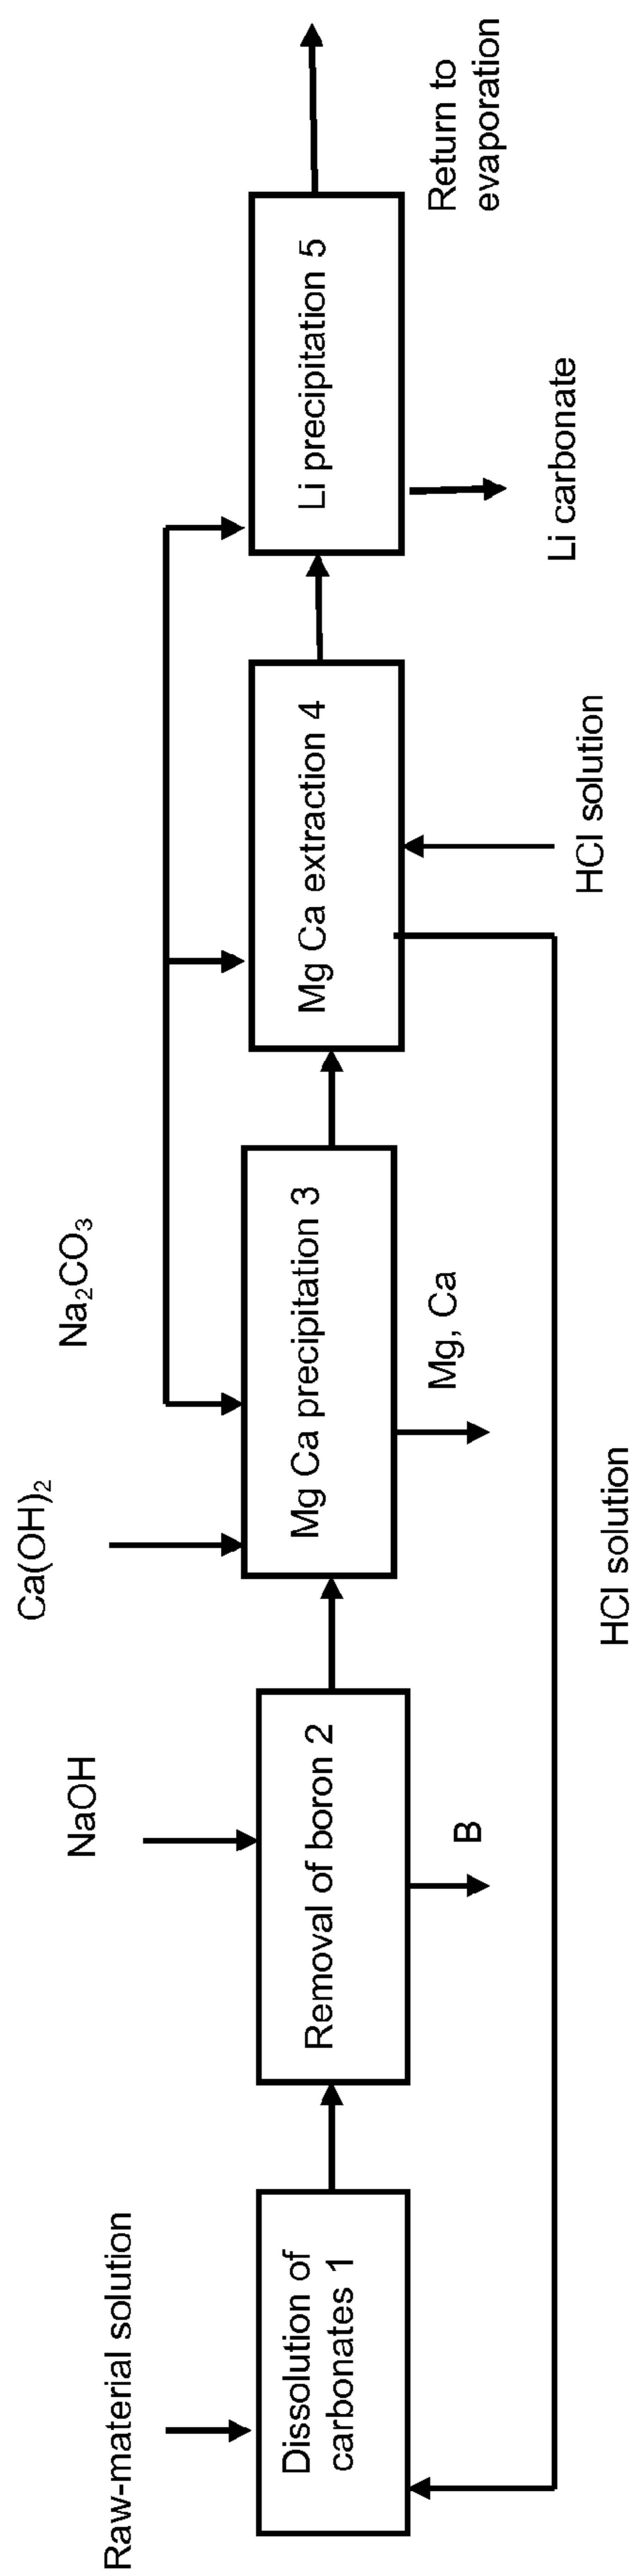 Raw-material solution
Dissolution of
carbonates 1
NaOH
Removal of boron 2
B
Ca(OH)2
Na2CO3
Mg Ca precipitation 3
Mg, Ca
Mg Ca extraction 4
HCl solution
HCl solution
Li precipitation 5
Li carbonate
Return to
evaporation